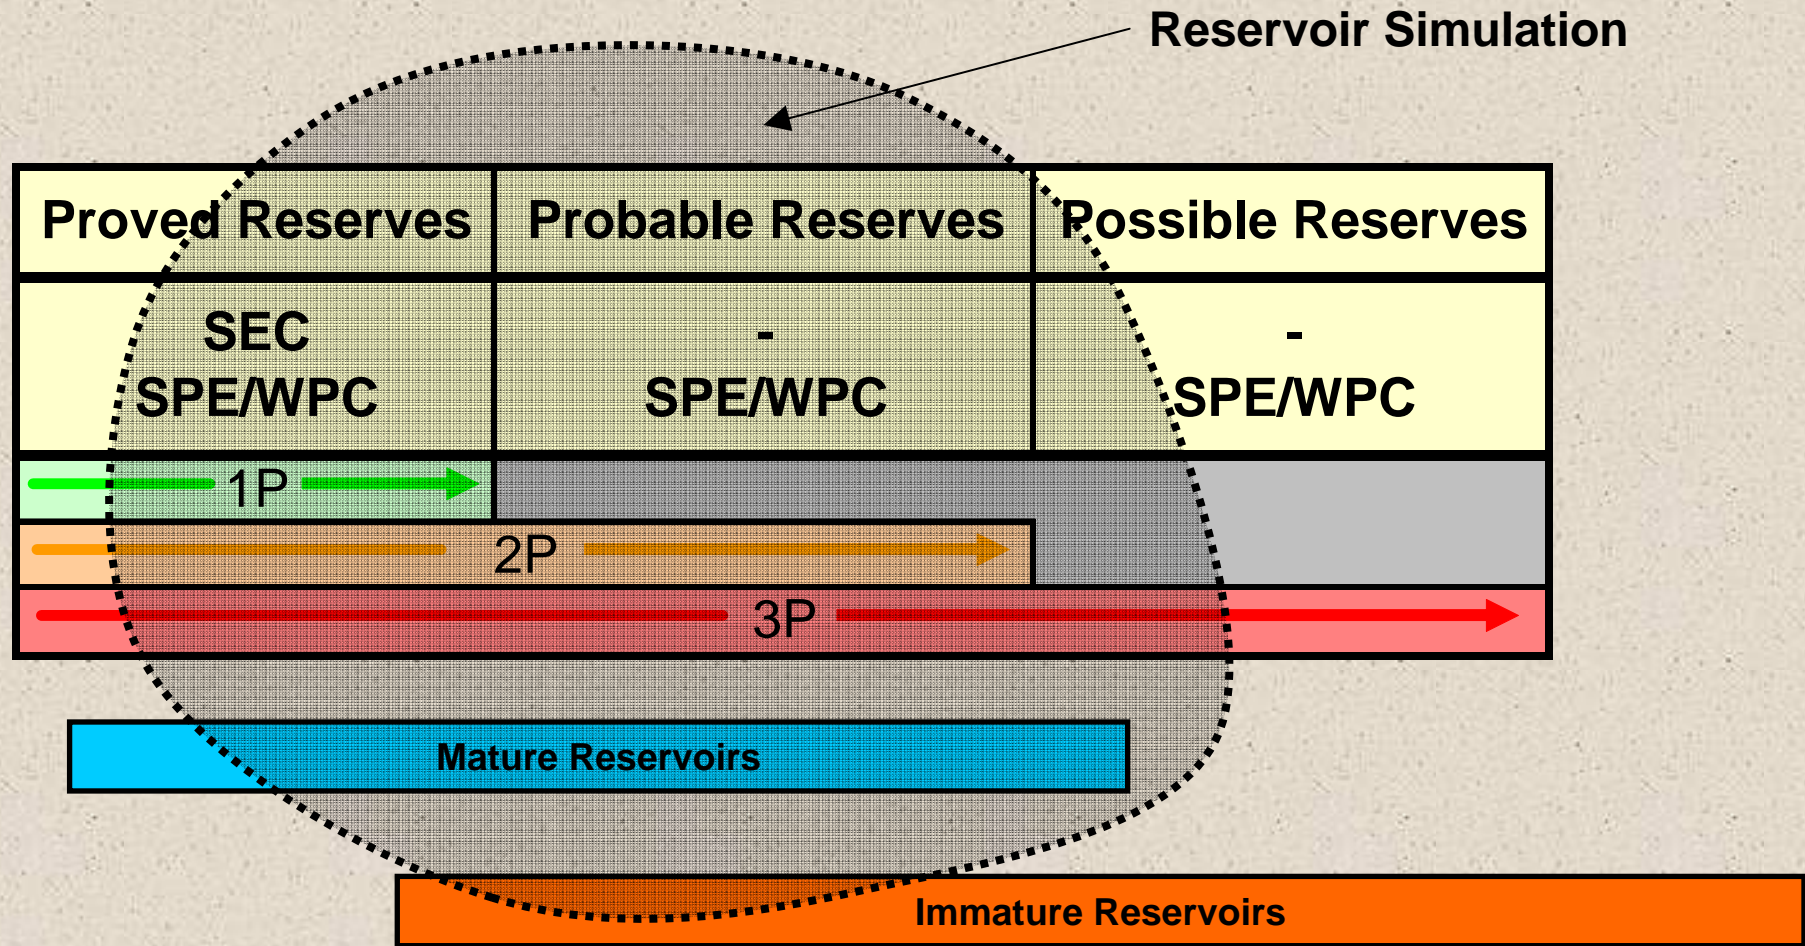 Reservoir Simulation
Proved Reserves
Probable Reserves
Possible Reserves
SEC
SPE/WPC
-
SPE/WPC
-
SPE/WPC
1P
2P
3P
Mature Reservoirs
Immature Reservoirs